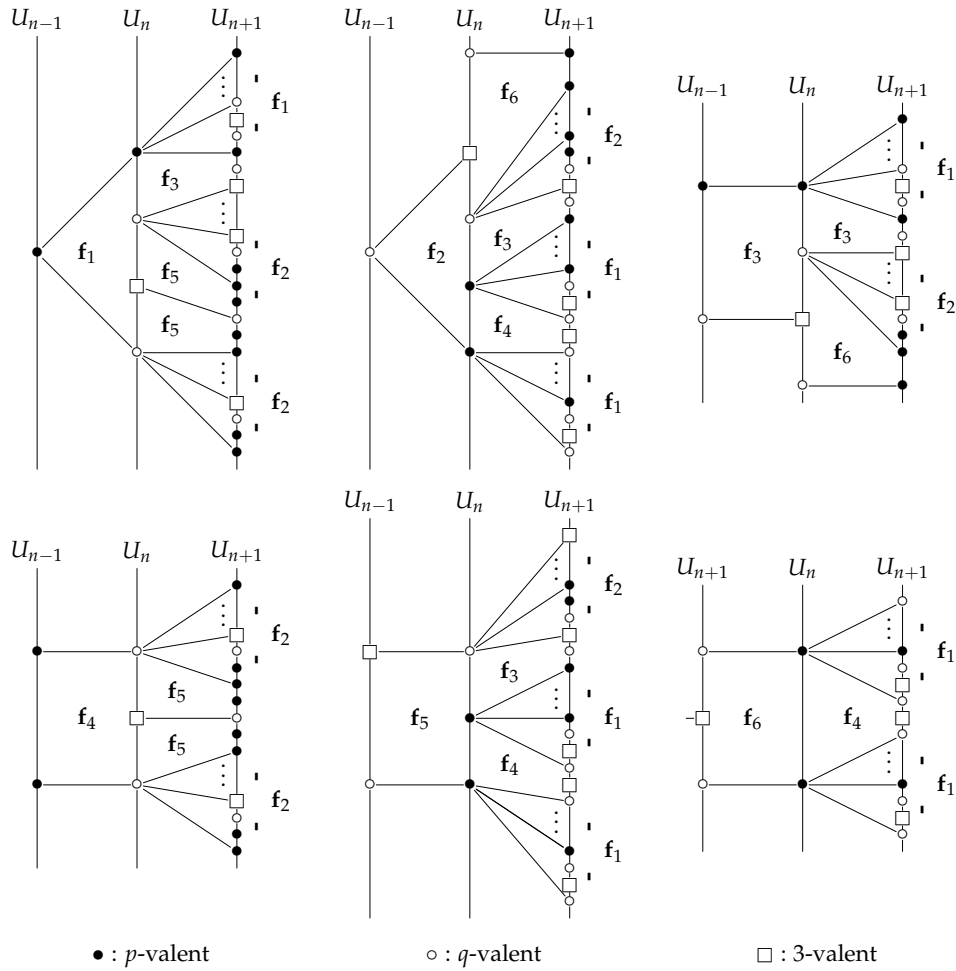 U_{n-1} U_n U_{n+1}
f_1
f_3
f_1
f_5
f_2
f_5
f_2
U_{n-1} U_n U_{n+1}
f_6
f_2
f_2
f_3
f_1
f_4
f_1
U_{n-1} U_n U_{n+1}
f_1
f_3
f_3
f_2
f_6
U_{n-1} U_n U_{n+1}
f_2
f_5
f_4
f_5
f_2
U_{n-1} U_n U_{n+1}
f_2
f_3
f_5
f_1
f_4
f_1
U_{n+1} U_n U_{n+1}
f_1
f_6
f_4
f_1
● : p-valent
○ : q-valent
□ : 3-valent